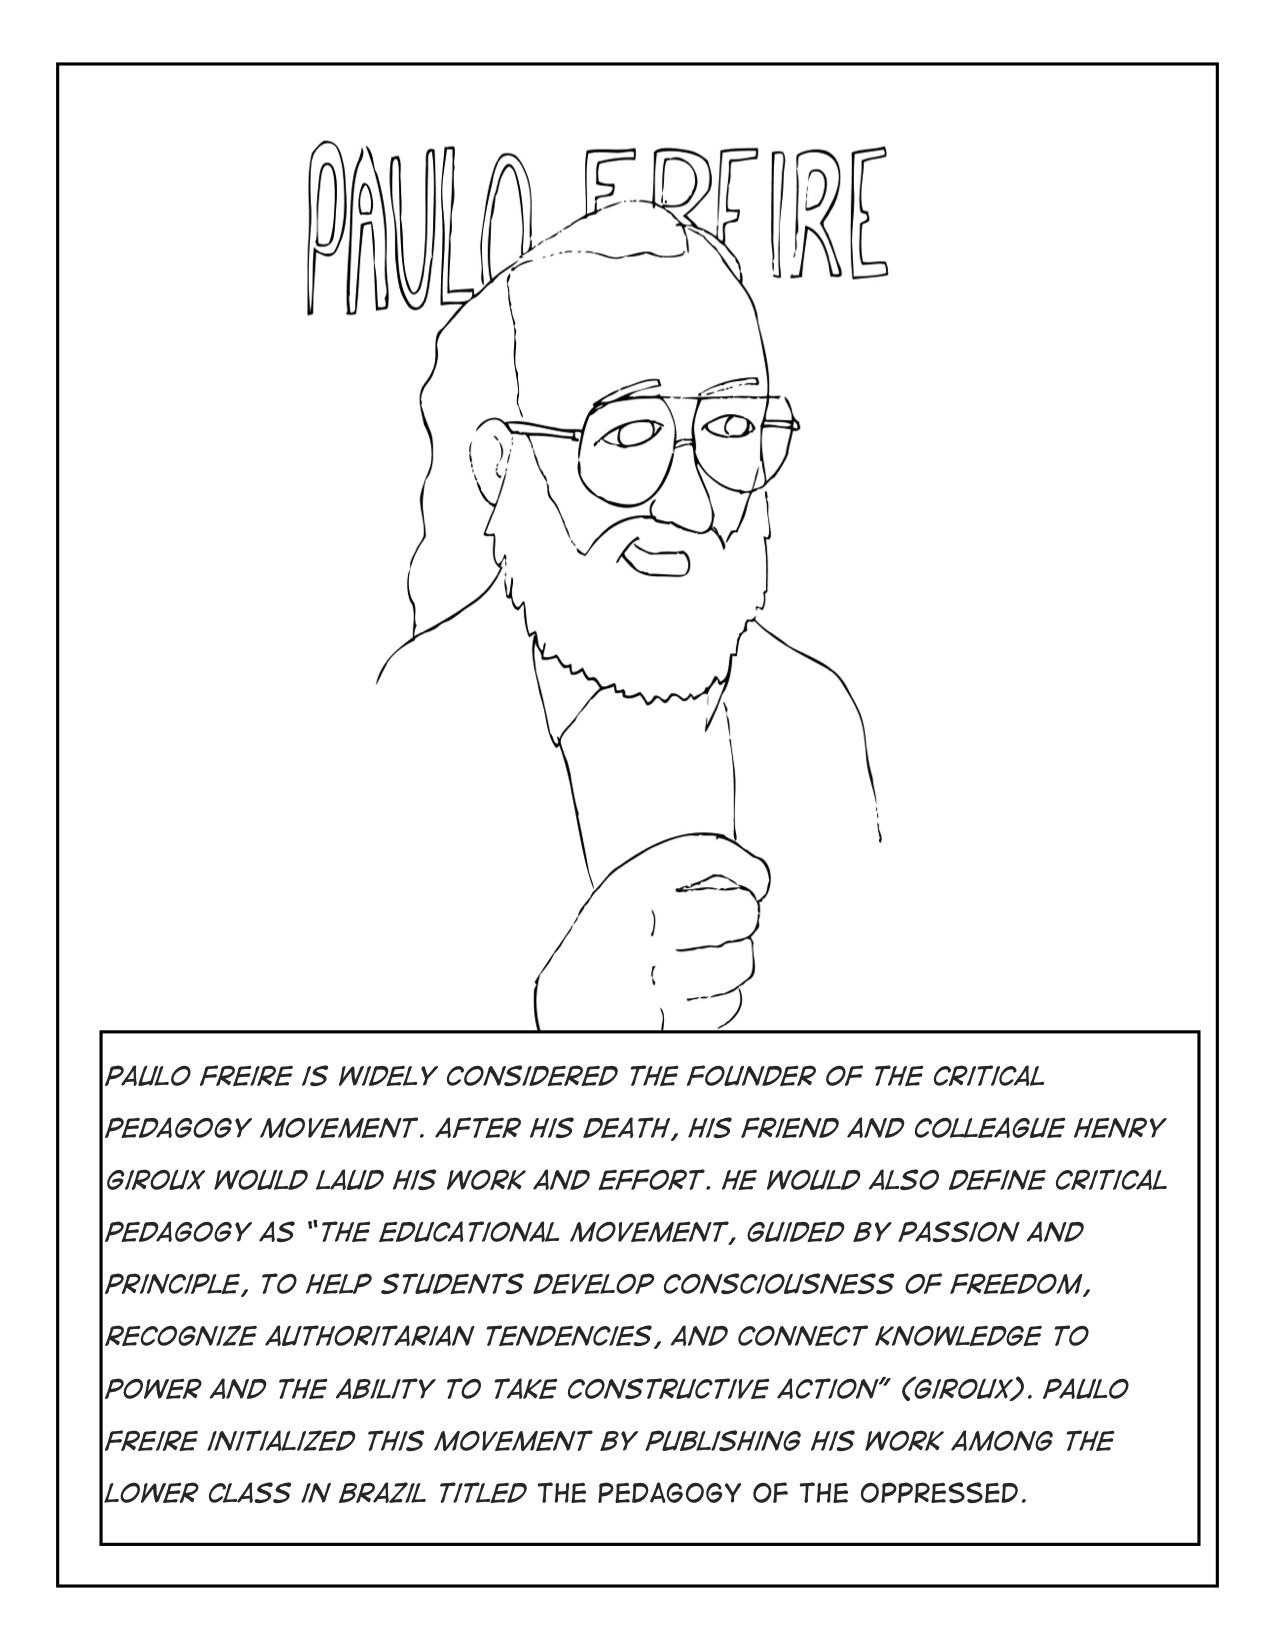 PAULO FREIRE
PAULO FREIRE IS WIDELY CONSIDERED THE FOUNDER OF THE CRITICAL
PEDAGOGY MOVEMENT. AFTER HIS DEATH, HIS FRIEND AND COLLEAGUE HENRY
GIROUX WOULD LAUD HIS WORK AND EFFORT. HE WOULD ALSO DEFINE CRITICAL
PEDAGOGY AS “THE EDUCATIONAL MOVEMENT, GUIDED BY PASSION AND
PRINCIPLE, TO HELP STUDENTS DEVELOP CONSCIOUSNESS OF FREEDOM,
RECOGNIZE AUTHORITARIAN TENDENCIES, AND CONNECT KNOWLEDGE TO
POWER AND THE ABILITY TO TAKE CONSTRUCTIVE ACTION” (GIROUX). PAULO
FREIRE INITIALIZED THIS MOVEMENT BY PUBLISHING HIS WORK AMONG THE
LOWER CLASS IN BRAZIL TITLED THE PEDAGOGY OF THE OPPRESSED.